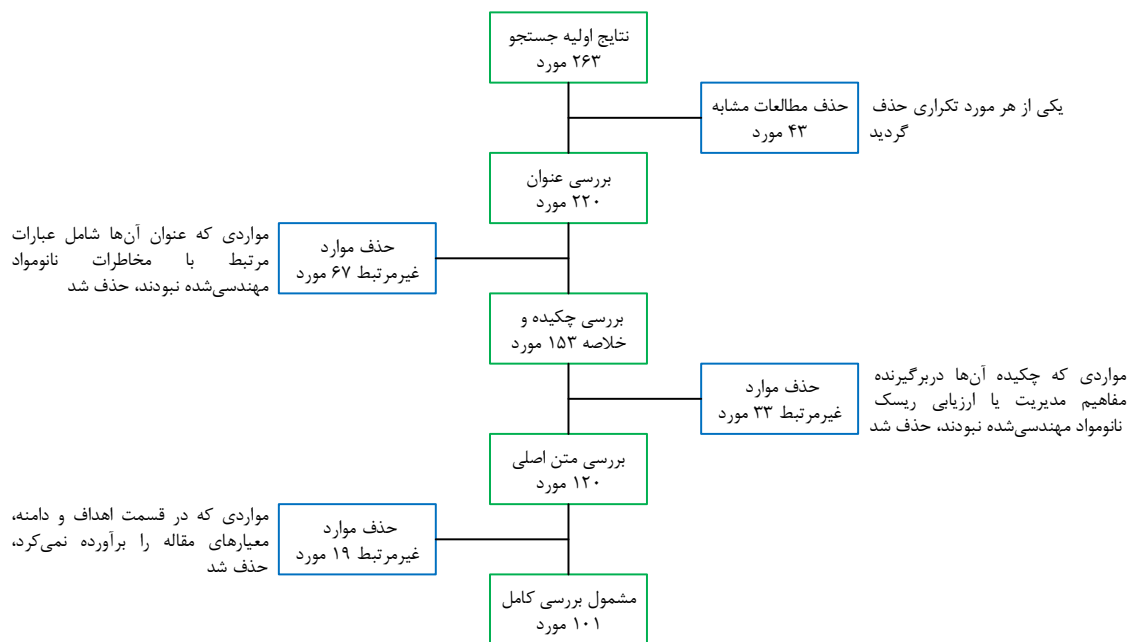 نتایج اولیه جستجو
۲۶۳ مورد
حذف مطالعات مشابه
۴۳ مورد
یکی از هر مورد تکراری حذف
گردید
بررسی عنوان
۲۲۰ مورد
حذف موارد
غیرمرتبط ۶۷ مورد
مواردی که عنوان آن‌ها شامل عبارات
مرتبط با مخاطرات نانومواد
مهندسی‌شده نبودند، حذف شد
بررسی چکیده و
خلاصه ۱۵۳ مورد
حذف موارد
غیرمرتبط ۳۳ مورد
مواردی که چکیده آن‌ها دربرگیرنده
مفاهیم مدیریت یا ارزیابی ریسک
نانومواد مهندسی‌شده نبودند، حذف شد
بررسی متن اصلی
۱۲۰ مورد
حذف موارد
غیرمرتبط ۱۹ مورد
مواردی که در قسمت اهداف و دامنه،
معیارهای مقاله را برآورده نمی‌کرد،
حذف شد
مشمول بررسی کامل
۱۰۱ مورد